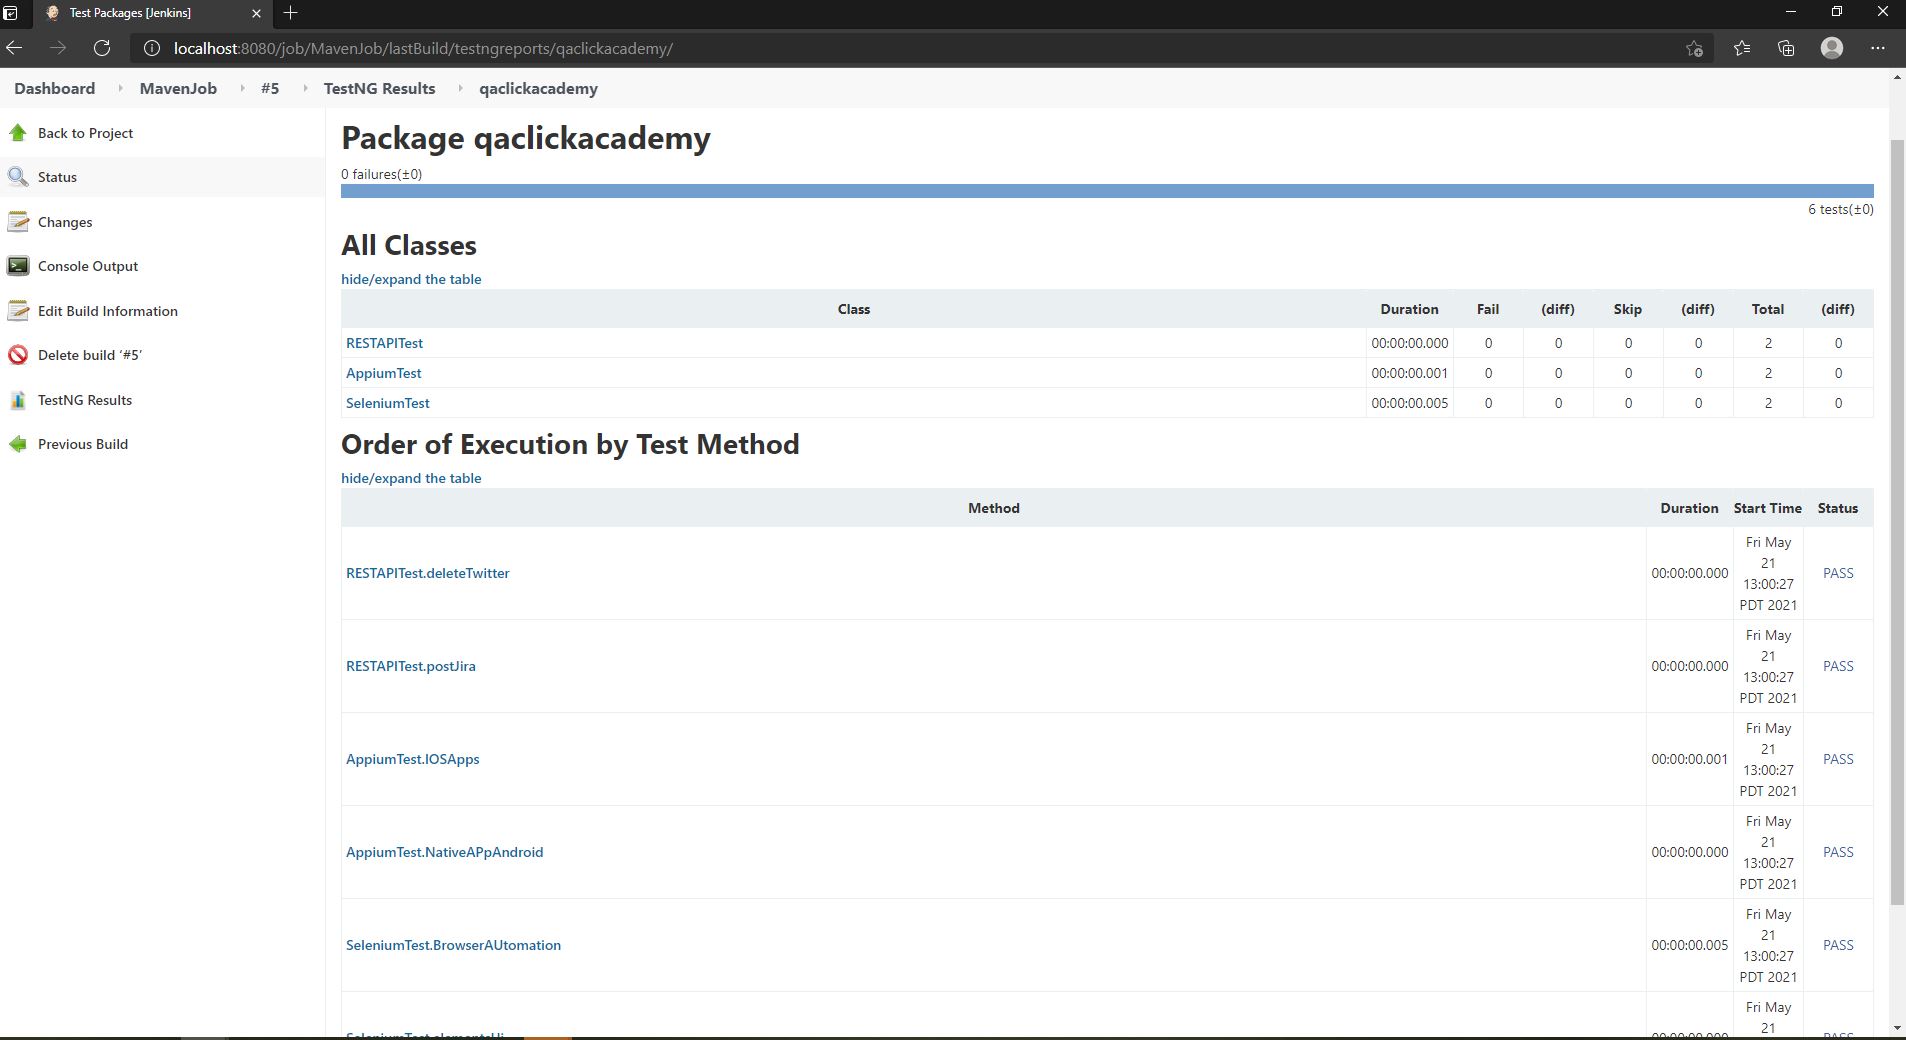 Test Packages [Jenkins]
localhost:8080/job/MavenJob/lastBuild/testngreports/qaclickacademy/
Dashboard MavenJob #5 TestNG Results qaclickacademy
Back to Project
Status
Changes
Console Output
Edit Build Information
Delete build ‘#5’
TestNG Results
Previous Build
Package qaclickacademy
0 failures(±0)
6 tests(±0)
All Classes
hide/expand the table
Class Duration Fail (diff) Skip (diff) Total (diff)
RESTAPITest 00:00:00.000 0 0 0 0 2 0
AppiumTest 00:00:00.001 0 0 0 0 2 0
SeleniumTest 00:00:00.005 0 0 0 0 2 0
Order of Execution by Test Method
hide/expand the table
Method Duration Start Time Status
RESTAPITest.deleteTwitter 00:00:00.000 Fri May 21 13:00:27 PDT 2021 PASS
RESTAPITest.postJira 00:00:00.000 Fri May 21 13:00:27 PDT 2021 PASS
AppiumTest.IOSApps 00:00:00.001 Fri May 21 13:00:27 PDT 2021 PASS
AppiumTest.NativeAPpAndroid 00:00:00.000 Fri May 21 13:00:27 PDT 2021 PASS
SeleniumTest.BrowserAUtomation 00:00:00.005 Fri May 21 13:00:27 PDT 2021 PASS
Fri May 21